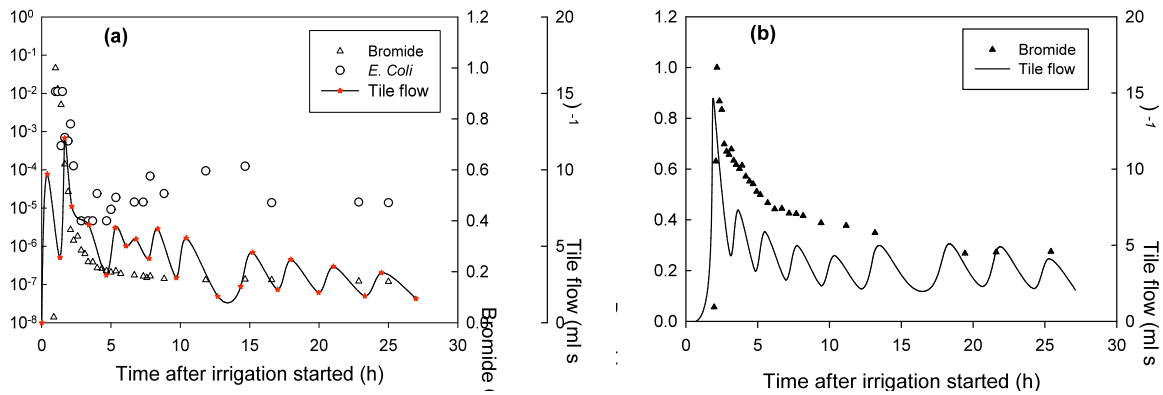 (a)
10⁰
10⁻¹
10⁻²
10⁻³
10⁻⁴
10⁻⁵
10⁻⁶
10⁻⁷
10⁻⁸
Bromide
E. Coli
Tile flow
1.2
1.0
0.8
0.6
0.4
0.2
0.0
20
15
10
5
0
0 5 10 15 20 25 30
Time after irrigation started (h)
Bromide
Tile flow (ml s
) -1
(b)
1.2
1.0
0.8
0.6
0.4
0.2
0.0
Bromide
Tile flow
20
15
10
5
0
0 5 10 15 20 25 30
Time after irrigation started (h)
Tile flow (ml s
) -1